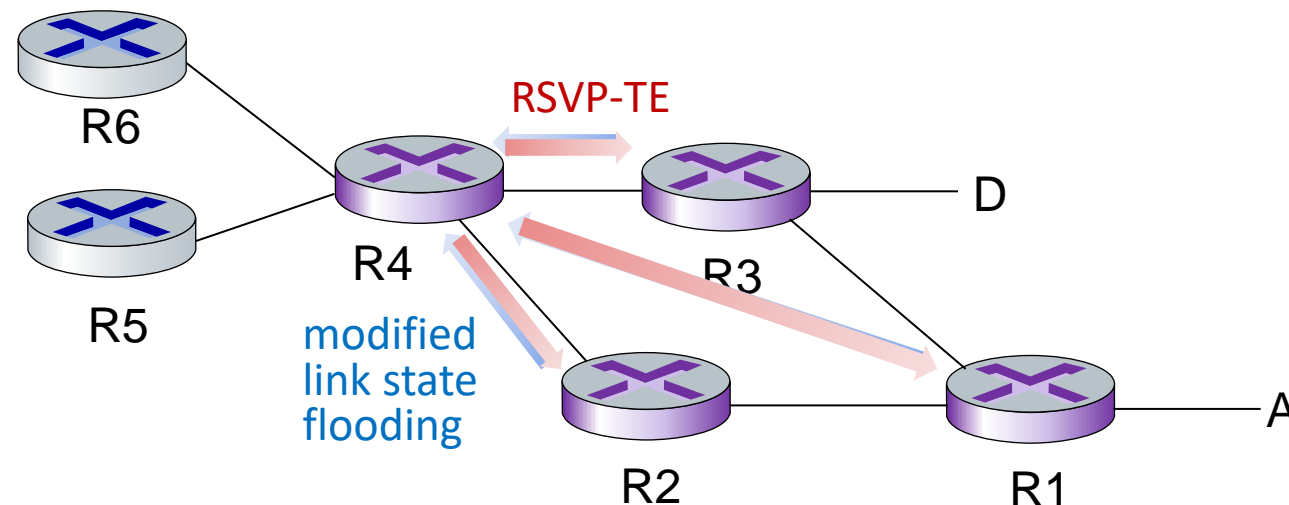 R6
RSVP-TE
D
R4
R3
R5
modified
link state
flooding
A
R2
R1